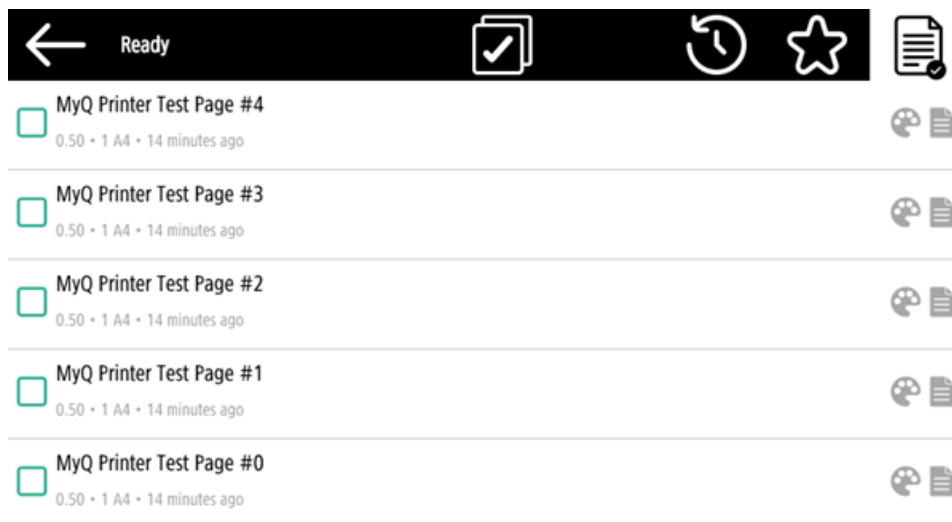 Ready
MyQ Printer Test Page #4
0.50 • 1 A4 • 14 minutes ago
MyQ Printer Test Page #3
0.50 • 1 A4 • 14 minutes ago
MyQ Printer Test Page #2
0.50 • 1 A4 • 14 minutes ago
MyQ Printer Test Page #1
0.50 • 1 A4 • 14 minutes ago
MyQ Printer Test Page #0
0.50 • 1 A4 • 14 minutes ago